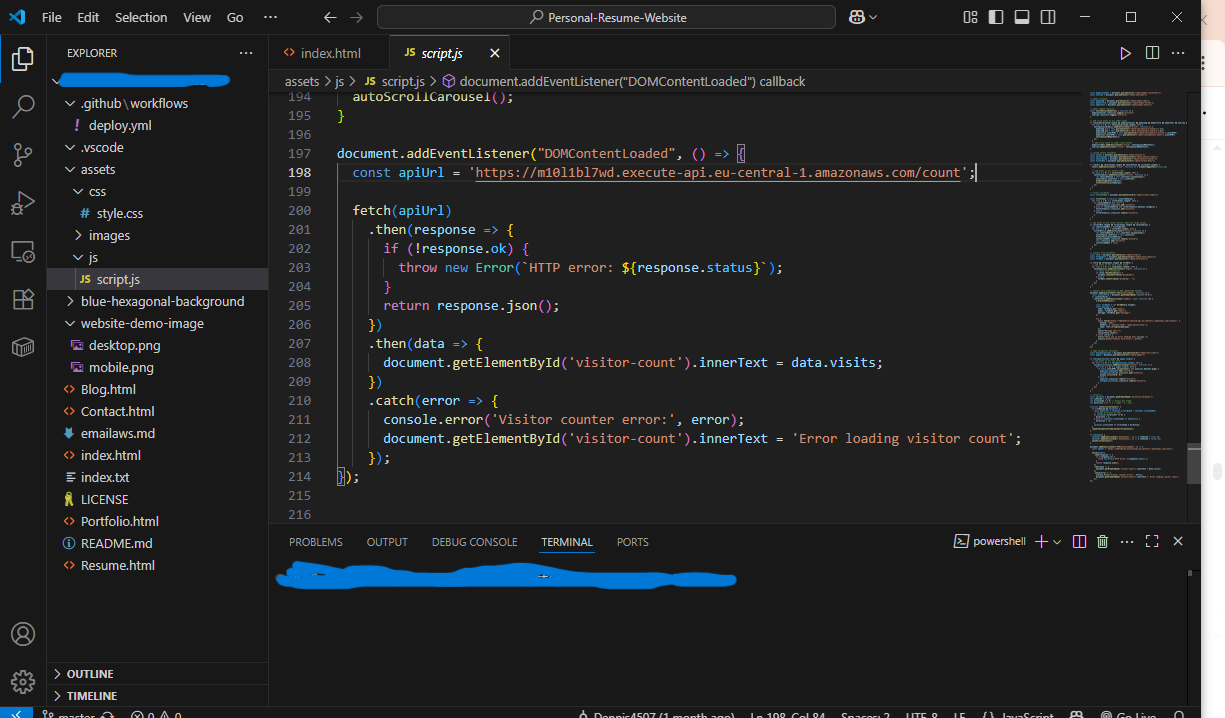 File Edit Selection View Go ··· Personal-Resume-Website
EXPLORER ···
.github\workflows
! deploy.yml
.vscode
assets
css
# style.css
images
js
JS script.js
blue-hexagonal-background
website-demo-image
desktop.png
mobile.png
<> Blog.html
<> Contact.html
emailaws.md
<> index.html
index.txt
LICENSE
<> Portfolio.html
README.md
<> Resume.html
OUTLINE
TIMELINE
<> index.html JS script.js
assets > js > JS script.js > document.addEventListener("DOMContentLoaded") callback
194 autoScrollCarousel();
195 }
196
197 document.addEventListener("DOMContentLoaded", () => {
198 const apiUrl = 'https://m10l1bl7wd.execute-api.eu-central-1.amazonaws.com/count';
199
200 fetch(apiUrl)
201 .then(response => {
202 if (!response.ok) {
203 throw new Error(`HTTP error: ${response.status}`);
204 }
205 return response.json();
206 })
207 .then(data => {
208 document.getElementById('visitor-count').innerText = data.visits;
209 })
210 .catch(error => {
211 console.error('Visitor counter error:', error);
212 document.getElementById('visitor-count').innerText = 'Error loading visitor count';
213 });
214 });
215
216
PROBLEMS OUTPUT DEBUG CONSOLE TERMINAL PORTS powershell
master 0 0 Dennis4507 (1 month ago) Ln 198, Col 84 Spaces: 2 UTF-8 LF {} JavaScript Go Live